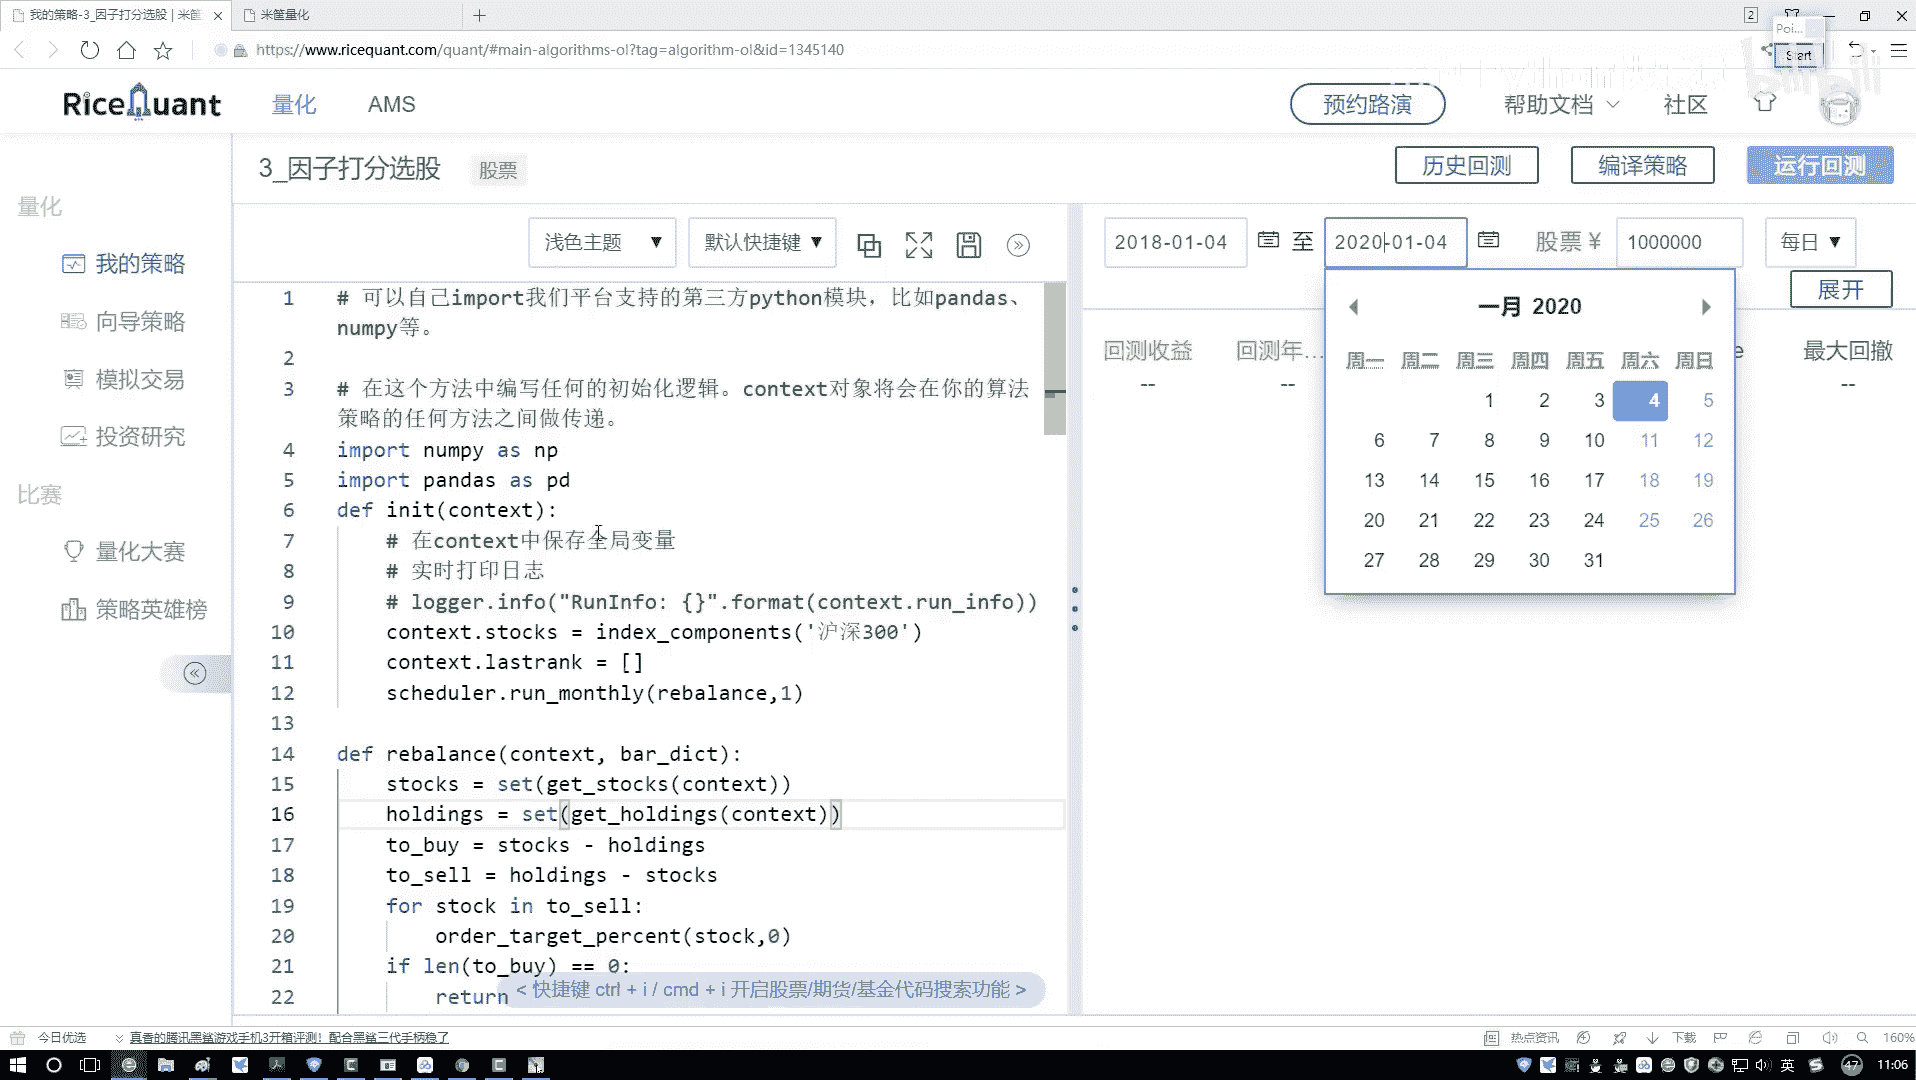 我的策略-3_因子打分选股 | 米筐
米筐量化
2
https://www.ricequant.com/quant/#main-algorithms-ol?tag=algorithm-ol&id=1345140
Poi...
Start
RiceQuant
量化
AMS
预约路演
帮助文档
社区
bilibili
3_因子打分选股
股票
历史回测
编译策略
运行回测
量化
我的策略
向导策略
模拟交易
投资研究
比赛
量化大赛
策略英雄榜
浅色主题 ▼
默认快捷键 ▼
2018-01-04
至
2020-01-04
股票 ¥
1000000
每日 ▼
展开
回测收益
回测年...
e
最大回撤
--
--
--
一月 2020
周一 周二 周三 周四 周五 周六 周日
1 2 3 4 5
6 7 8 9 10 11 12
13 14 15 16 17 18 19
20 21 22 23 24 25 26
27 28 29 30 31
1 # 可以自己import我们平台支持的第三方python模块，比如pandas、
numpy等。
2
3 # 在这个方法中编写任何的初始化逻辑。context对象将会在你的算法
策略的任何方法之间做传递。
4 import numpy as np
5 import pandas as pd
6 def init(context):
7 # 在context中保存全局变量
8 # 实时打印日志
9 # logger.info("RunInfo: {}".format(context.run_info))
10 context.stocks = index_components('沪深300')
11 context.lastrank = []
12 scheduler.run_monthly(rebalance,1)
13
14 def rebalance(context, bar_dict):
15 stocks = set(get_stocks(context))
16 holdings = set(get_holdings(context))
17 to_buy = stocks - holdings
18 to_sell = holdings - stocks
19 for stock in to_sell:
20 order_target_percent(stock,0)
21 if len(to_buy) == 0:
22 return
< 快捷键 ctrl + i / cmd + i 开启股票/期货/基金代码搜索功能 >
今日优选
真香的腾讯黑鲨游戏手机3开箱评测！配合黑鲨三代手柄稳了
热点资讯
下载
160%
英
47
11:06